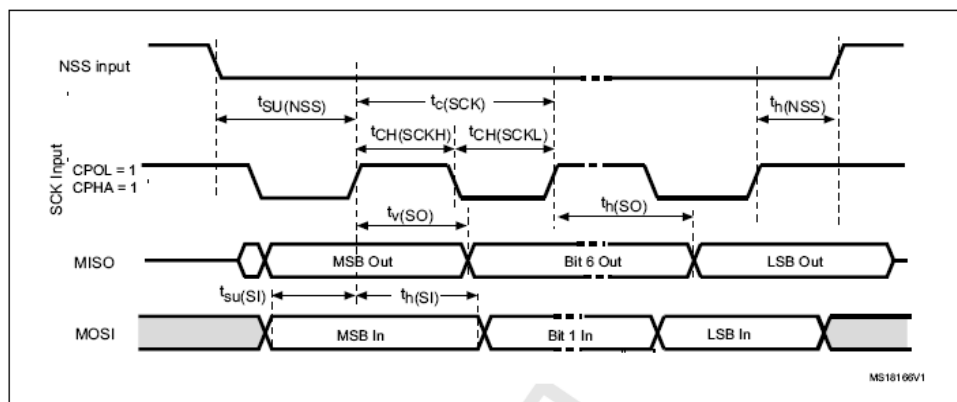 NSS input
tSU(NSS)
tc(SCK)
th(NSS)
tCH(SCKH)
tCH(SCKL)
SCK Input
CPOL = 1
CPHA = 1
tv(SO)
th(SO)
MISO
MSB Out
Bit 6 Out
LSB Out
tsu(SI)
th(SI)
MOSI
MSB In
Bit 1 In
LSB In
MS18166V1